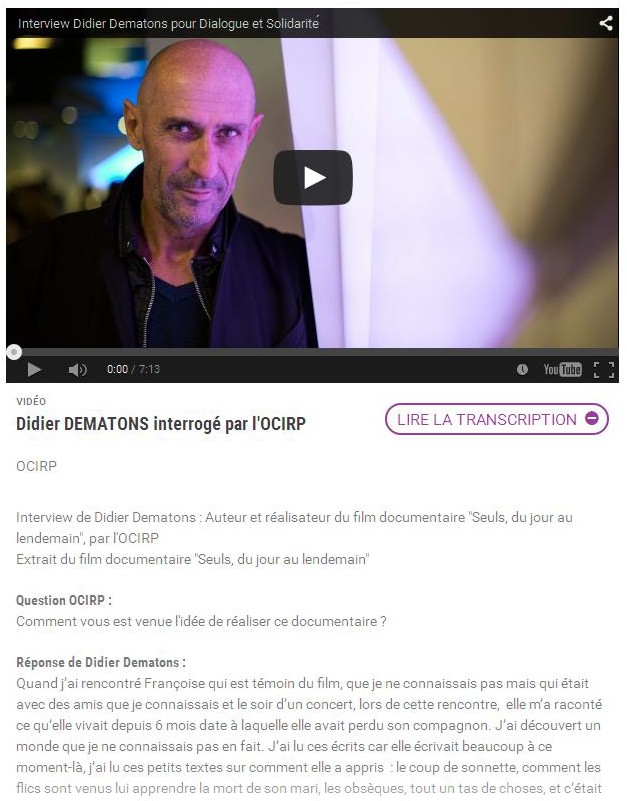 Interview Didier Dematons pour Dialogue et Solidarité
0:00 / 7:13
YouTube
VIDÉO
Didier DEMATONS interrogé par l'OCIRP
LIRE LA TRANSCRIPTION
OCIRP
Interview de Didier Dematons : Auteur et réalisateur du film documentaire "Seuls, du jour au
lendemain", par l'OCIRP
Extrait du film documentaire "Seuls, du jour au lendemain"
Question OCIRP :
Comment vous est venue l'idée de réaliser ce documentaire ?
Réponse de Didier Dematons :
Quand j'ai rencontré Françoise qui est témoin du film, que je ne connaissais pas mais qui était
avec des amis que je connaissais et le soir d'un concert, lors de cette rencontre, elle m'a raconté
ce qu'elle vivait depuis 6 mois date à laquelle elle avait perdu son compagnon. J'ai découvert un
monde que je ne connaissais pas en fait. J'ai lu ces écrits car elle écrivait beaucoup à ce
moment-là, j'ai lu ces petits textes sur comment elle a appris : le coup de sonnette, comment les
flics sont venus lui apprendre la mort de son mari, les obsèques, tout un tas de choses, et c'était